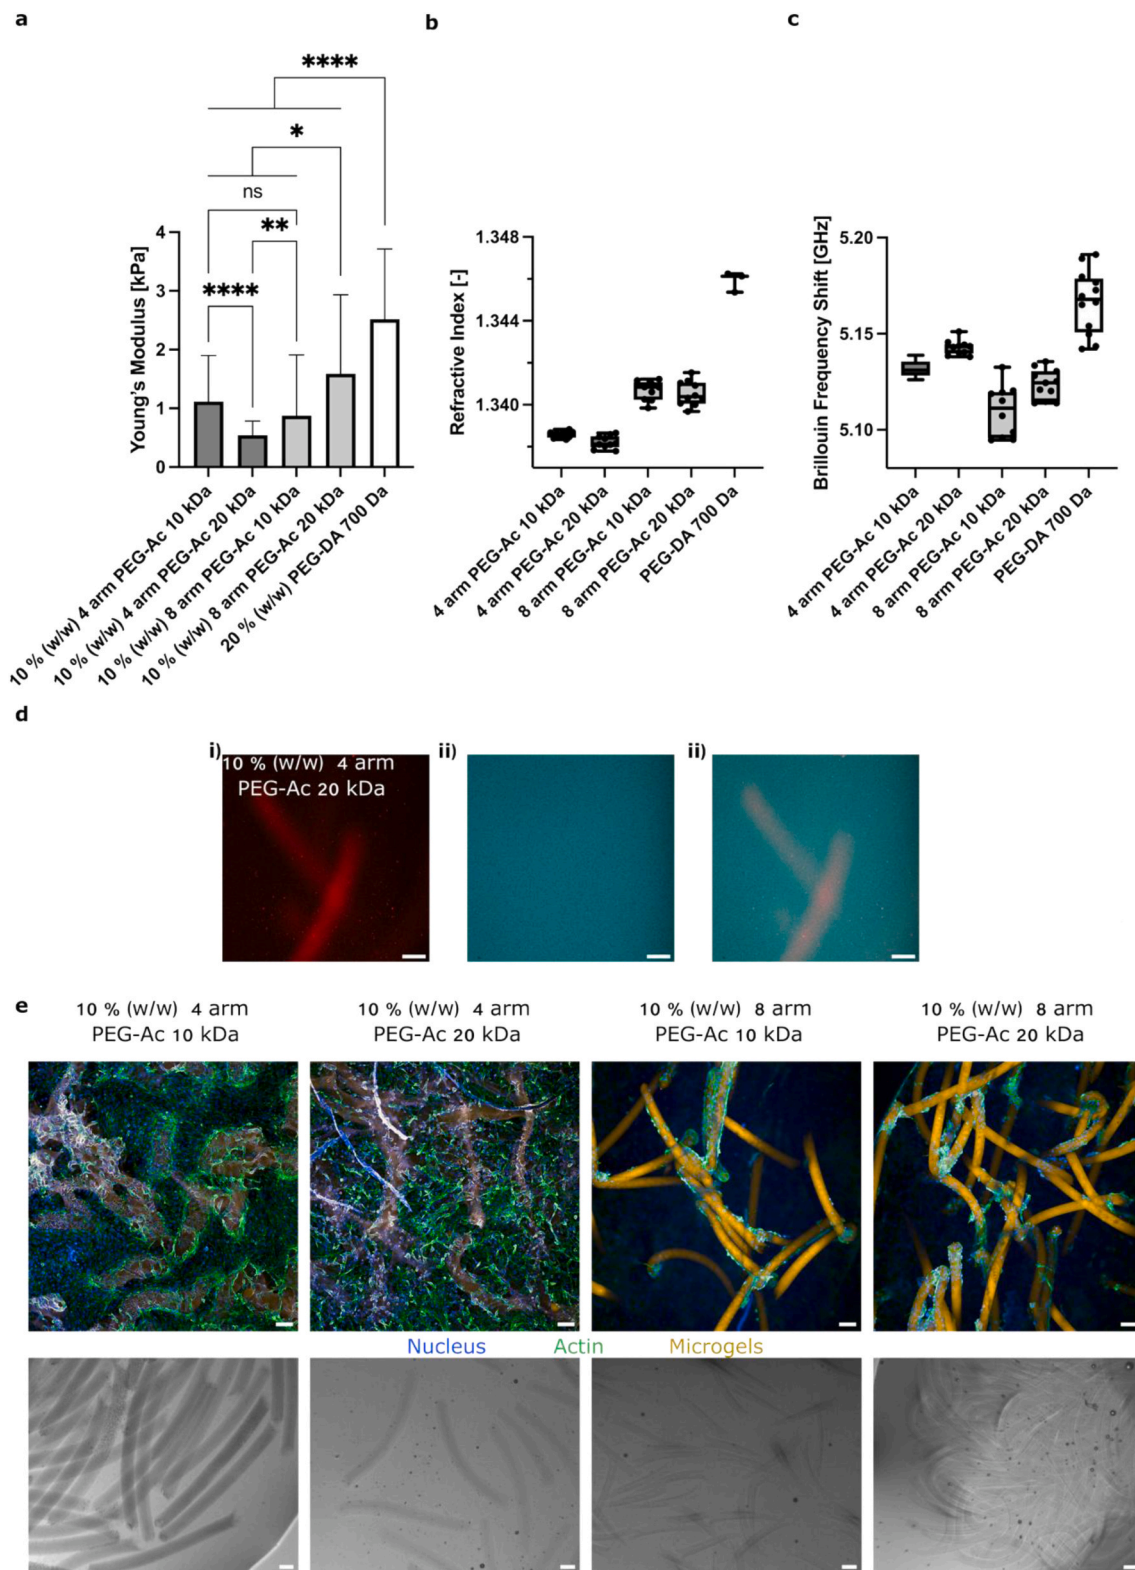 a
b
c
****
*
ns
**
****
Young's Modulus [kPa]
4
3
2
1
0
10 % (w/w) 4 arm PEG-Ac 10 kDa
10 % (w/w) 4 arm PEG-Ac 20 kDa
10 % (w/w) 8 arm PEG-Ac 10 kDa
10 % (w/w) 8 arm PEG-Ac 20 kDa
20 % (w/w) PEG-DA 700 Da
Refractive Index [-]
1.348
1.344
1.340
4 arm PEG-Ac 10 kDa
4 arm PEG-Ac 20 kDa
8 arm PEG-Ac 10 kDa
8 arm PEG-Ac 20 kDa
PEG-DA 700 Da
Brillouin Frequency Shift [GHz]
5.20
5.15
5.10
4 arm PEG-Ac 10 kDa
4 arm PEG-Ac 20 kDa
8 arm PEG-Ac 10 kDa
8 arm PEG-Ac 20 kDa
PEG-DA 700 Da
d
i)
ii)
ii)
10 % (w/w) 4 arm
PEG-Ac 20 kDa
e
10 % (w/w) 4 arm
PEG-Ac 10 kDa
10 % (w/w) 4 arm
PEG-Ac 20 kDa
10 % (w/w) 8 arm
PEG-Ac 10 kDa
10 % (w/w) 8 arm
PEG-Ac 20 kDa
Nucleus Actin Microgels